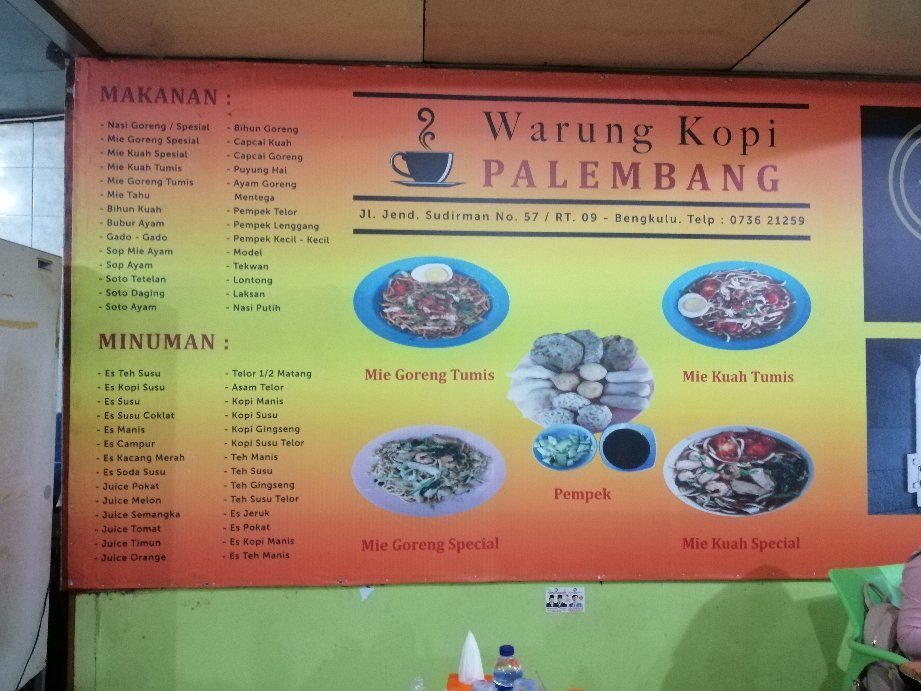 MAKANAN :
- Nasi Goreng / Spesial
- Mie Goreng Spesial
- Mie Kuah Spesial
- Mie Kuah Tumis
- Mie Goreng Tumis
- Mie Tahu
- Bihun Kuah
- Bubur Ayam
- Gado - Gado
- Sop Mie Ayam
- Sop Ayam
- Soto Tetelan
- Soto Daging
- Soto Ayam
- Bihun Goreng
- Capcai Kuah
- Capcai Goreng
- Puyung Hai
- Ayam Goreng
Mentega
- Pempek Telor
- Pempek Lenggang
- Pempek Kecil - Kecil
- Model
- Tekwan
- Lontong
- Laksan
- Nasi Putih
MINUMAN :
- Es Teh Susu
- Es Kopi Susu
- Es Susu
- Es Susu Coklat
- Es Manis
- Es Campur
- Es Kacang Merah
- Es Soda Susu
- Juice Pokat
- Juice Melon
- Juice Semangka
- Juice Tomat
- Juice Timun
- Juice Orange
- Telor 1/2 Matang
- Asam Telor
- Kopi Manis
- Kopi Susu
- Kopi Gingseng
- Kopi Susu Telor
- Teh Manis
- Teh Susu
- Teh Gingseng
- Teh Susu Telor
- Es Jeruk
- Es Pokat
- Es Kopi Manis
- Es Teh Manis
Warung Kopi
PALEMBANG
Jl. Jend. Sudirman No. 57 / RT. 09 - Bengkulu. Telp : 0736 21259
Mie Goreng Tumis
Mie Kuah Tumis
Pempek
Mie Goreng Special
Mie Kuah Special